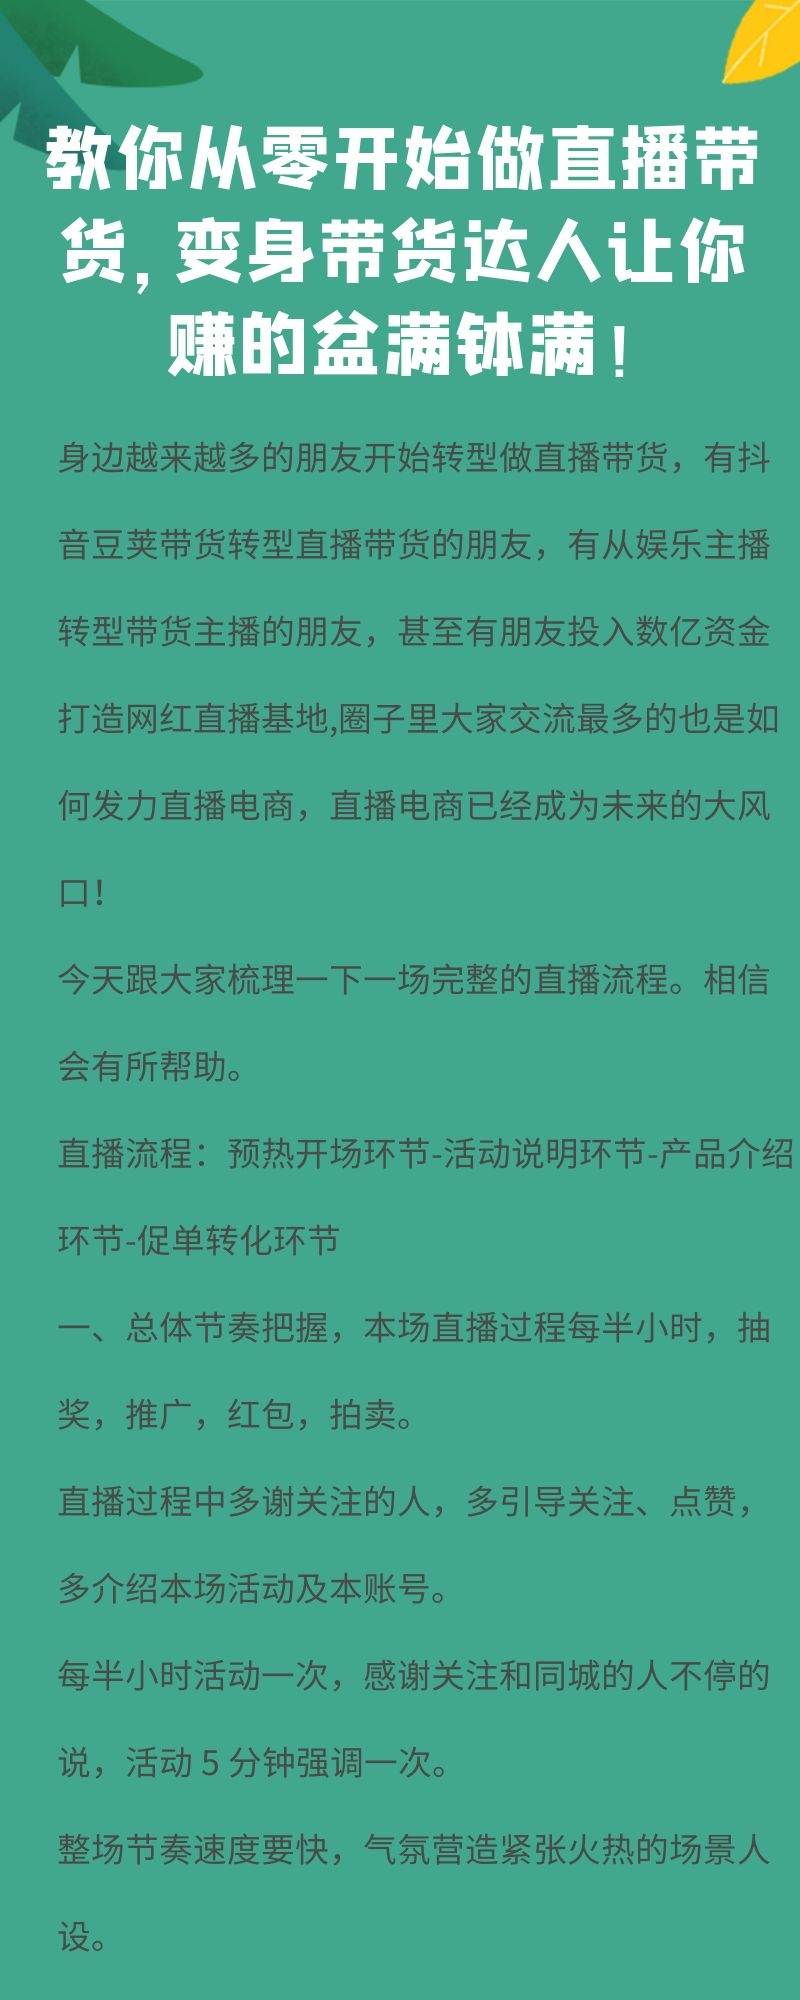 教你从零开始做直播带
货,变身带货达人让你
赚的盆满钵满!
身边越来越多的朋友开始转型做直播带货，有抖
音豆荚带货转型直播带货的朋友，有从娱乐主播
转型带货主播的朋友，甚至有朋友投入数亿资金
打造网红直播基地,圈子里大家交流最多的也是如
何发力直播电商，直播电商已经成为未来的大风
口！
今天跟大家梳理一下一场完整的直播流程。相信
会有所帮助。
直播流程：预热开场环节-活动说明环节-产品介绍
环节-促单转化环节
一、总体节奏把握，本场直播过程每半小时，抽
奖，推广，红包，拍卖。
直播过程中多谢关注的人，多引导关注、点赞，
多介绍本场活动及本账号。
每半小时活动一次，感谢关注和同城的人不停的
说，活动 5 分钟强调一次。
整场节奏速度要快，气氛营造紧张火热的场景人
设。